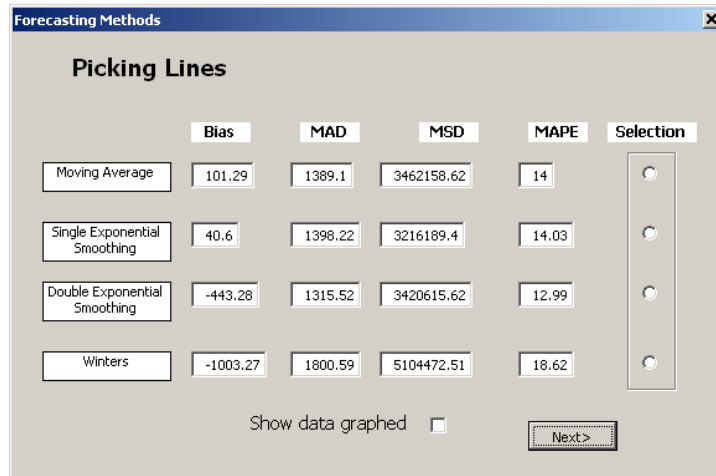 Forecasting Methods
Picking Lines
Bias MAD MSD MAPE Selection
Moving Average 101.29 1389.1 3462158.62 14
Single Exponential
Smoothing 40.6 1398.22 3216189.4 14.03
Double Exponential
Smoothing -443.28 1315.52 3420615.62 12.99
Winters -1003.27 1800.59 5104472.51 18.62
Show data graphed
Next>